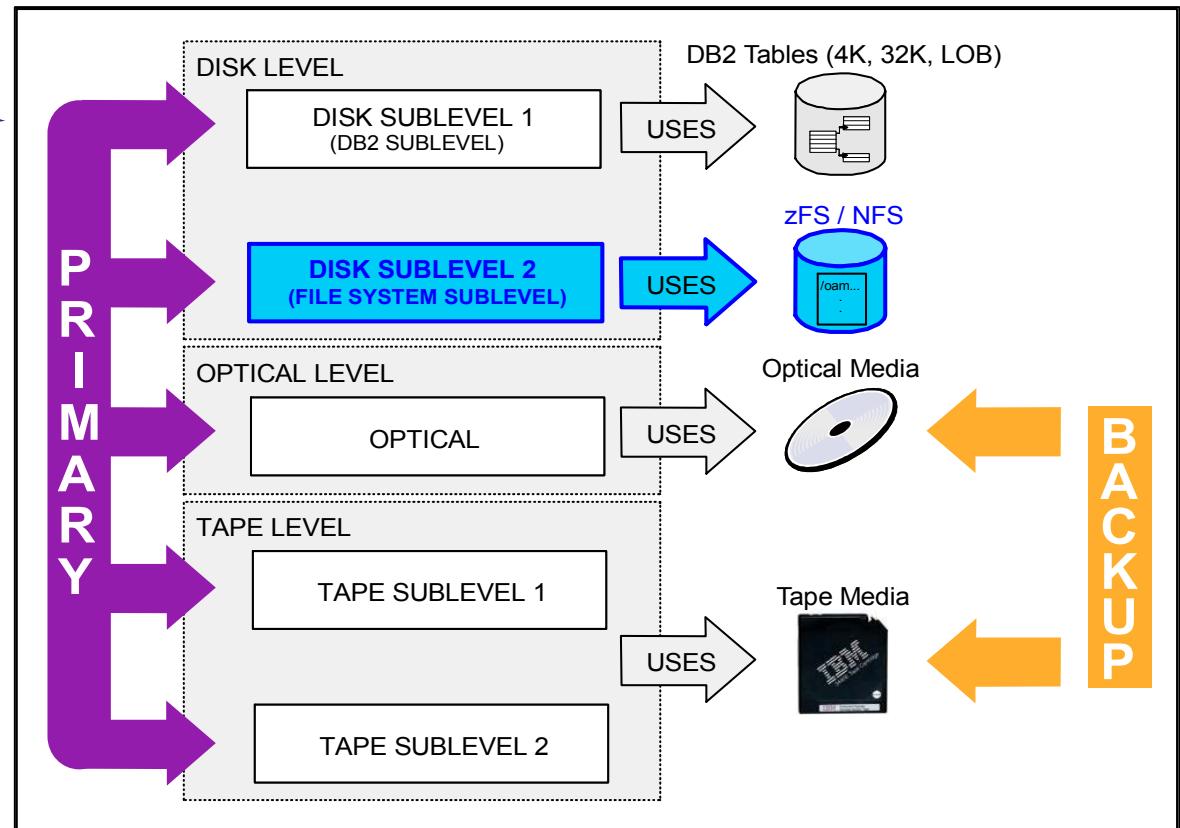 DISK LEVEL
DISK SUBLEVEL 1
(DB2 SUBLEVEL)
USES
DB2 Tables (4K, 32K, LOB)
DISK SUBLEVEL 2
(FILE SYSTEM SUBLEVEL)
USES
zFS / NFS
/oam...
.
.
PRIMARY
OPTICAL LEVEL
OPTICAL
USES
Optical Media
TAPE LEVEL
TAPE SUBLEVEL 1
TAPE SUBLEVEL 2
USES
Tape Media
IBM
BACKUP